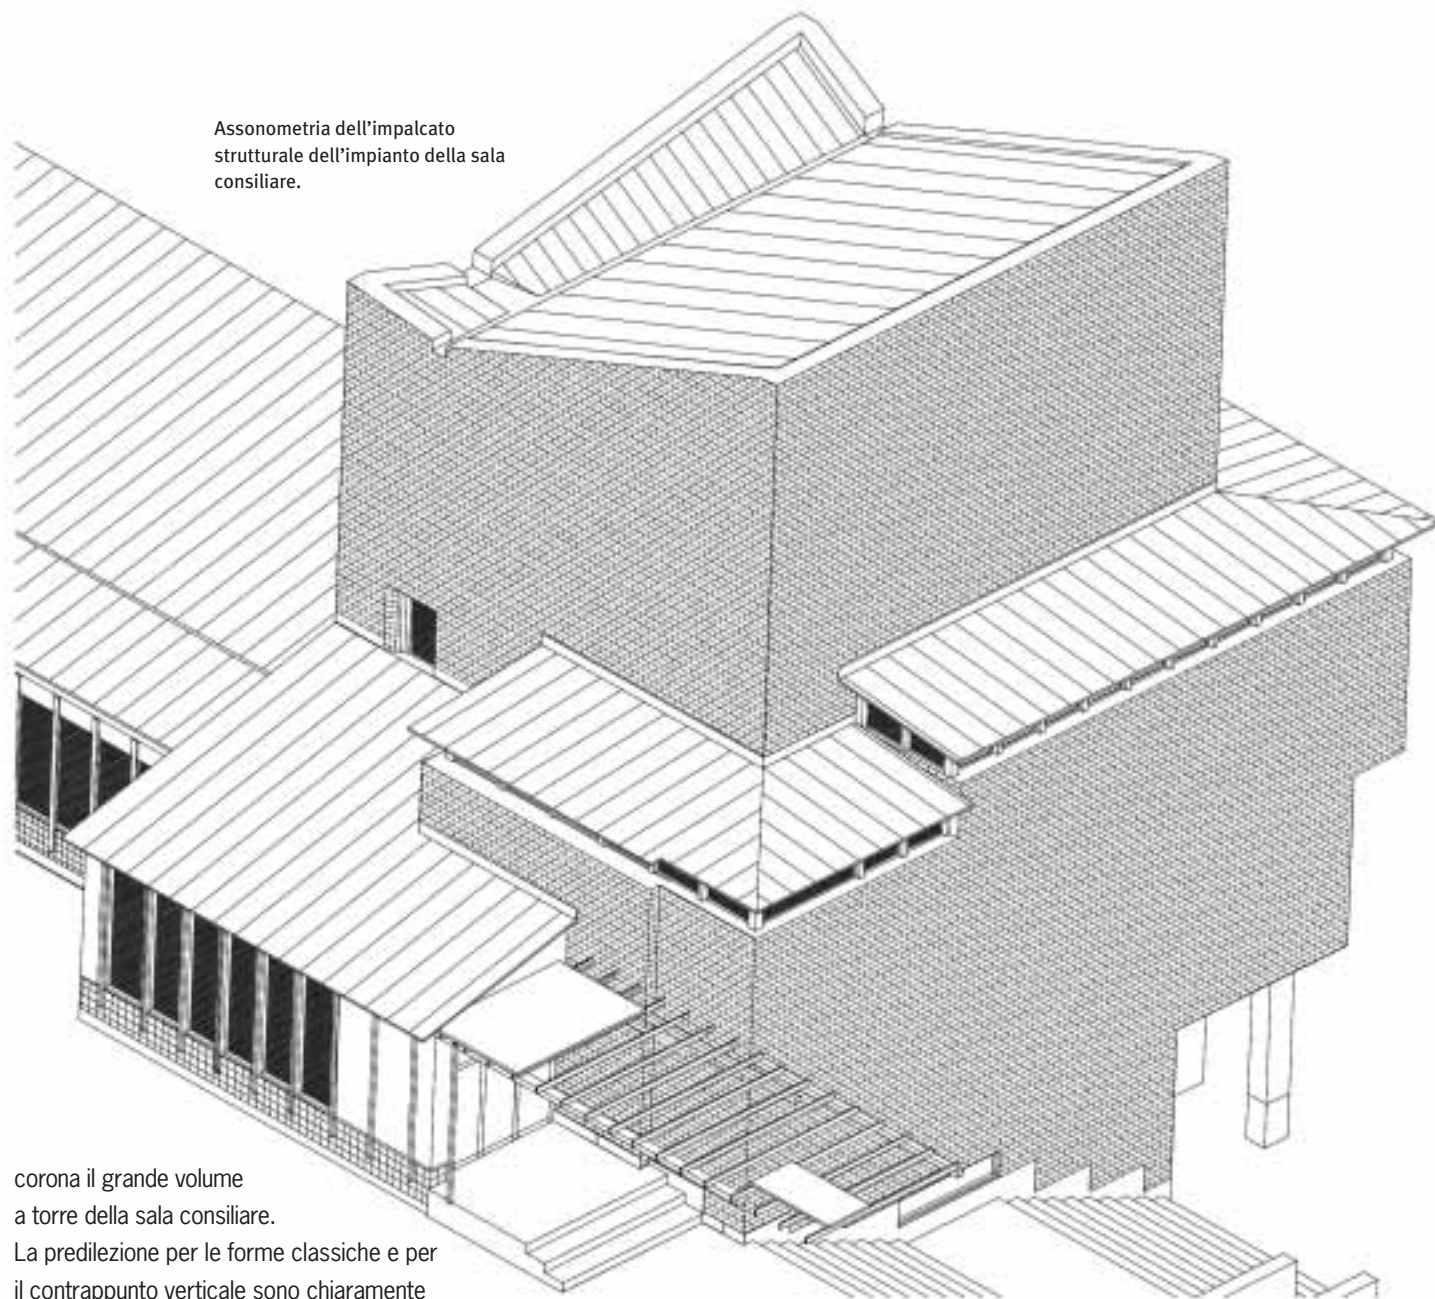 Assonometria dell’impalcato
strutturale dell’impianto della sala
consiliare.
corona il grande volume
a torre della sala consiliare.
La predilezione per le forme classiche e per
il contrappunto verticale sono chiaramente